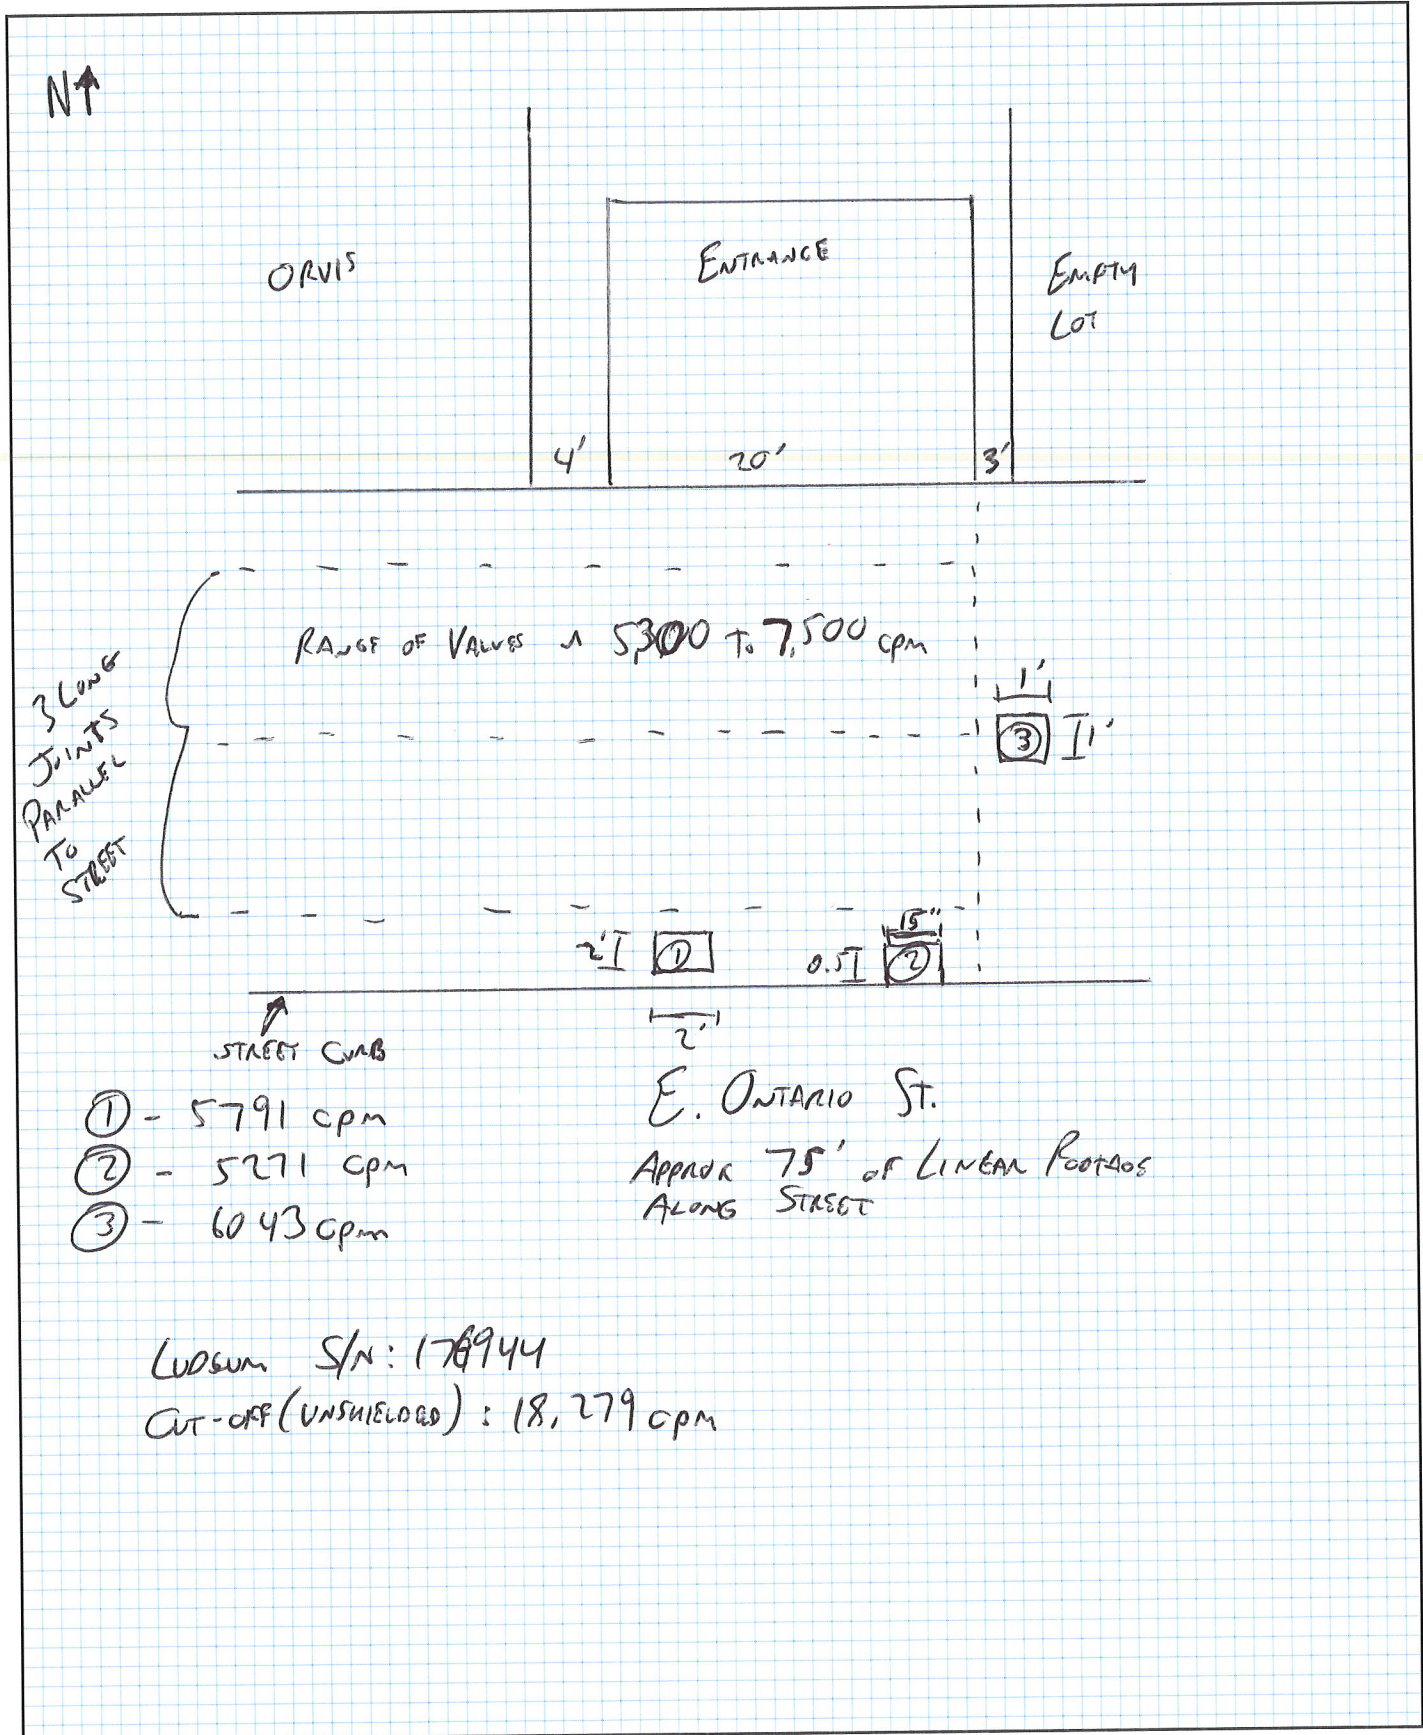 N↑
ORVIS
ENTRANCE
EMPTY
LOT
4'
20'
3'
RANGE OF VALUES 5,300 TO 7,500 cpm
3 LONG
JOINTS
PARALLEL
TO
STREET
1'
3
1'
15"
2'
1
0.5
2
2'
STREET CURB
E. ONTARIO ST.
1 - 5791 cpm
2 - 5271 cpm
3 - 6043 cpm
APPROX 75' OF LINEAR FOOTAGE
ALONG STREET
LUDLUM S/N:
CUT-OFF (UNSHIELDED) : 18,279 cpm